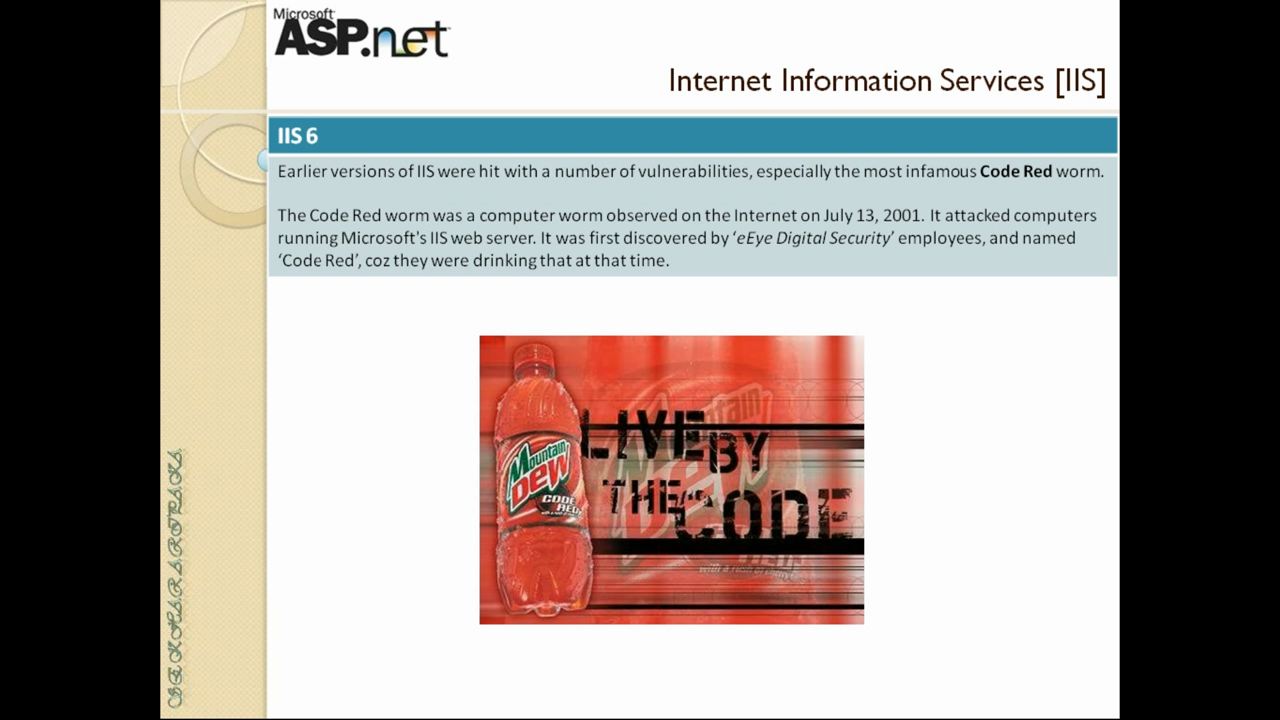 Microsoft
ASP.net
Internet Information Services [IIS]
IIS 6
Earlier versions of IIS were hit with a number of vulnerabilities, especially the most infamous Code Red worm.
The Code Red worm was a computer worm observed on the Internet on July 13, 2001. It attacked computers
running Microsoft's IIS web server. It was first discovered by ‘eEye Digital Security’ employees, and named
‘Code Red’, coz they were drinking that at that time.
LIVE BY
THE CODE
Mountain
Dew
CODE
RED